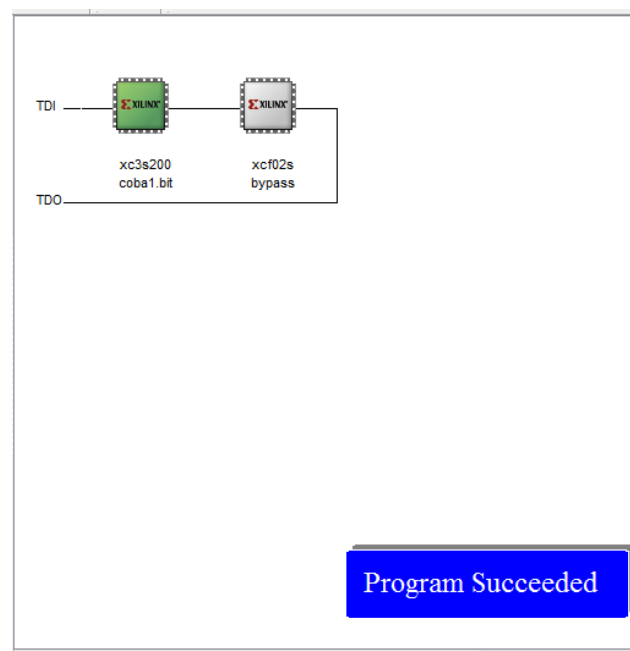 TDI
XILINX
XILINX
xc3s200
xcf02s
coba1.bit
bypass
TDO
Program Succeeded